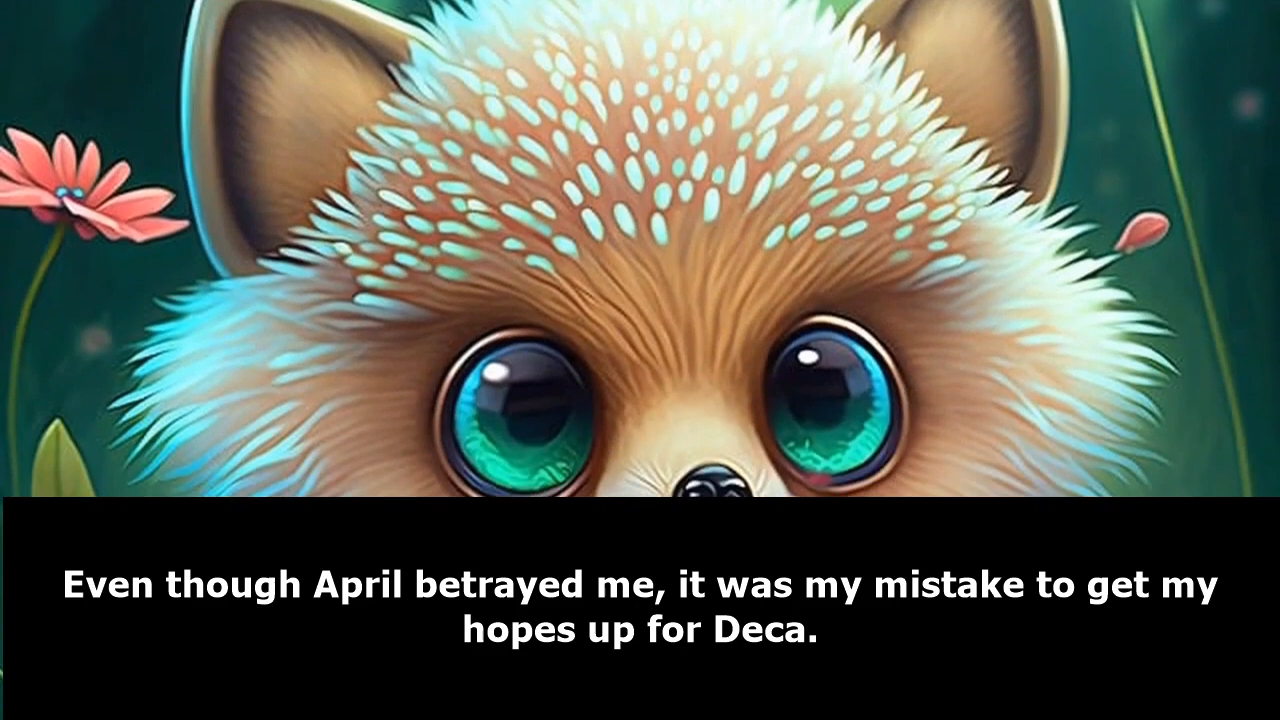 Even though April betrayed me, it was my mistake to get my
hopes up for Deca.